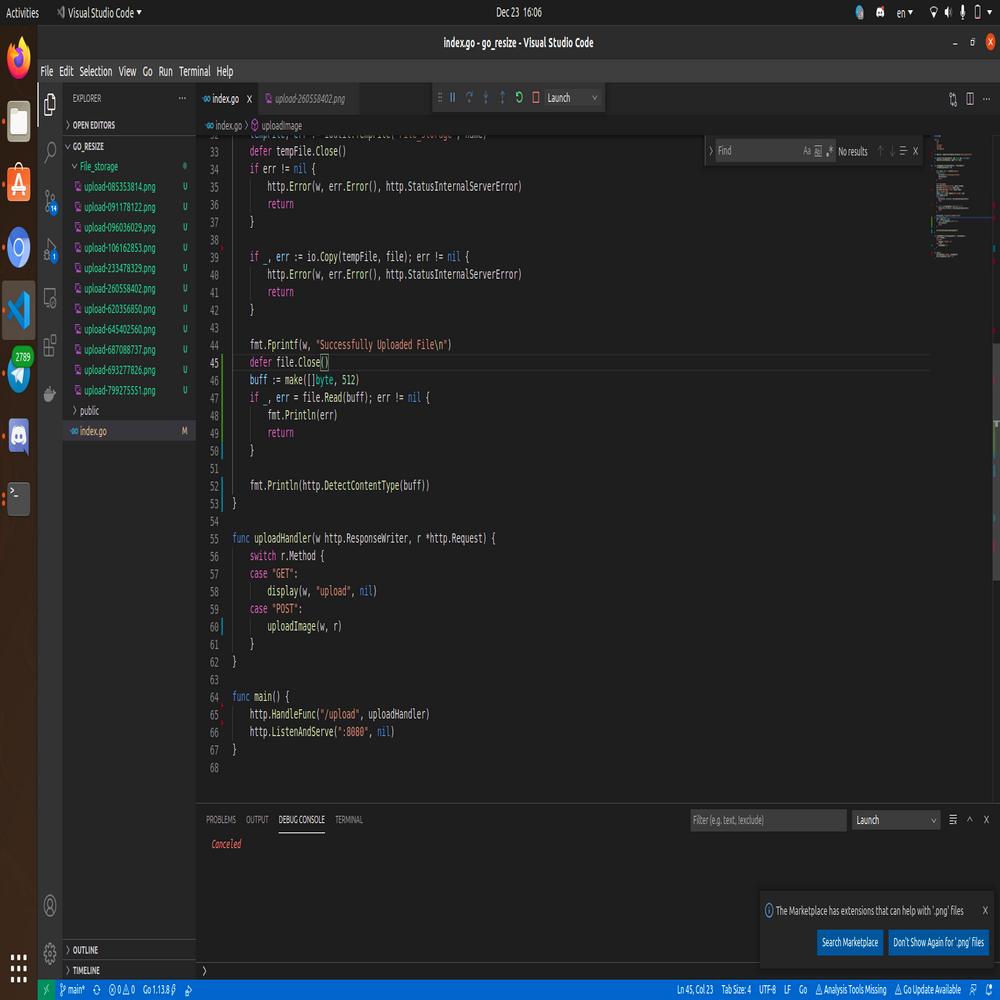 Activities
Visual Studio Code
Dec 23 16:06
en
index.go - go_resize - Visual Studio Code
File Edit Selection View Go Run Terminal Help
EXPLORER
index.go
upload-260558402.png
Launch
OPEN EDITORS
index.go
uploadImage
GO_RESIZE
File_storage
upload-085353814.png U
upload-091178122.png U
upload-096036029.png U
upload-106162853.png U
upload-233478329.png U
upload-260558402.png U
upload-620356850.png U
upload-645402560.png U
upload-687088737.png U
upload-693277826.png U
upload-799275551.png U
public
index.go M
14
1
2789
Find
Aa
No results
33 defer tempFile.Close()
34 if err != nil {
35 http.Error(w, err.Error(), http.StatusInternalServerError)
36 return
37 }
38
39 if _, err := io.Copy(tempFile, file); err != nil {
40 http.Error(w, err.Error(), http.StatusInternalServerError)
41 return
42 }
43
44 fmt.Fprintf(w, "Successfully Uploaded File\n")
45 defer file.Close()
46 buff := make([]byte, 512)
47 if _, err = file.Read(buff); err != nil {
48 fmt.Println(err)
49 return
50 }
51
52 fmt.Println(http.DetectContentType(buff))
53 }
54
55 func uploadHandler(w http.ResponseWriter, r *http.Request) {
56 switch r.Method {
57 case "GET":
58 display(w, "upload", nil)
59 case "POST":
60 uploadImage(w, r)
61 }
62 }
63
64 func main() {
65 http.HandleFunc("/upload", uploadHandler)
66 http.ListenAndServe(":8080", nil)
67 }
68
PROBLEMS OUTPUT DEBUG CONSOLE TERMINAL
Filter (e.g. text, !exclude)
Launch
Canceled
The Marketplace has extensions that can help with '.png' files
Search Marketplace
Don't Show Again for '.png' files
OUTLINE
TIMELINE
main*
0 0
Go 1.13.8
Ln 45, Col 23
Tab Size: 4
UTF-8
LF
Go
Analysis Tools Missing
Go Update Available